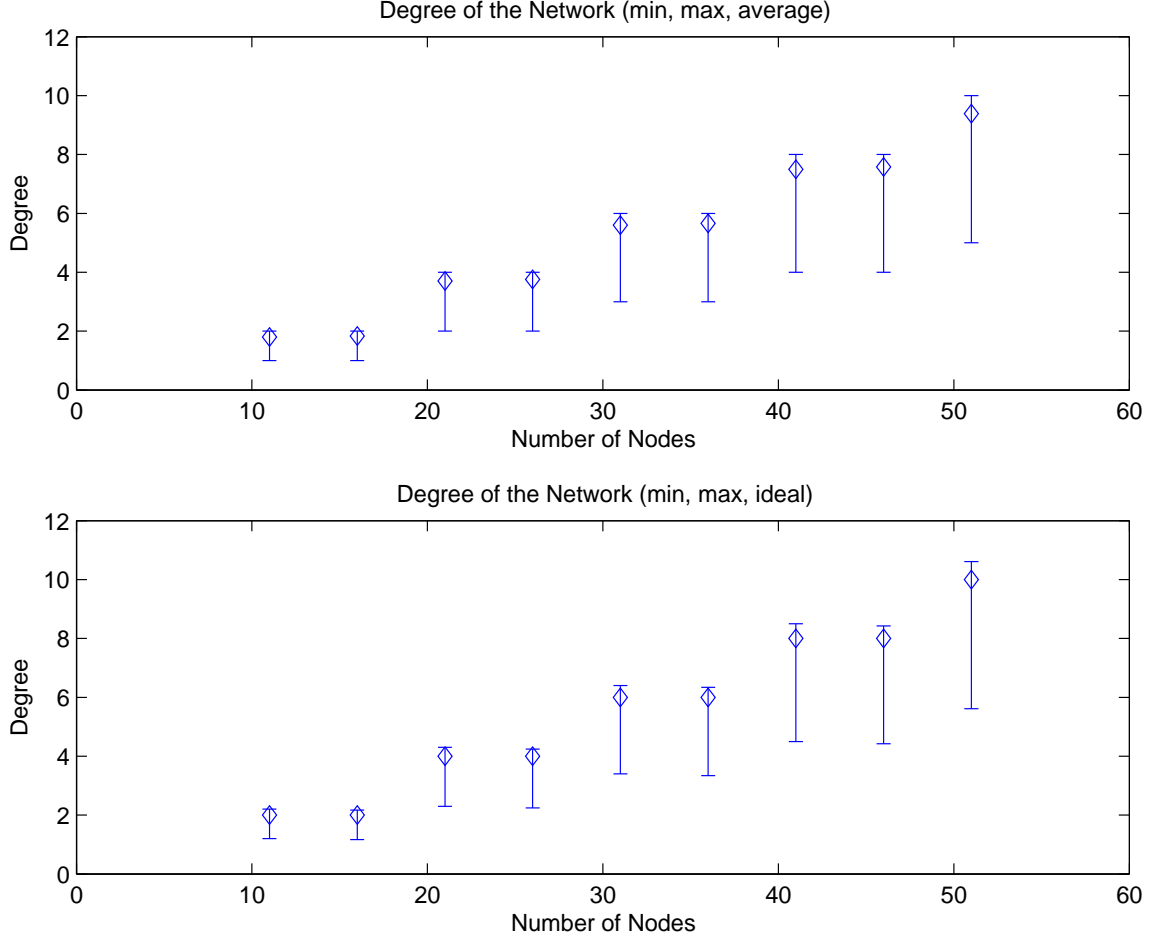 Degree of the Network (min, max, average)
12
10
8
6
4
2
0
Degree
0 10 20 30 40 50 60
Number of Nodes
Degree of the Network (min, max, ideal)
12
10
8
6
4
2
0
Degree
0 10 20 30 40 50 60
Number of Nodes